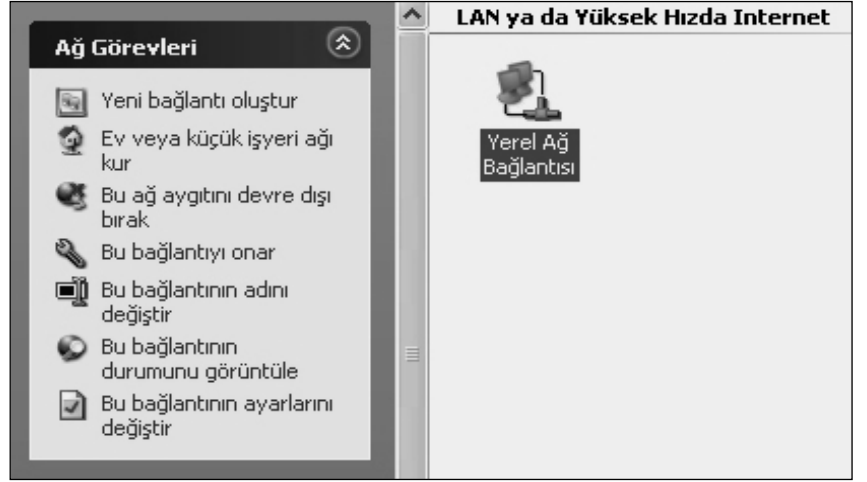 Ağ Görevleri
Yeni bağlantı oluştur
Ev veya küçük işyeri ağı
kur
Bu ağ aygıtını devre dışı
bırak
Bu bağlantıyı onar
Bu bağlantının adını
değiştir
Bu bağlantının
durumunu görüntüle
Bu bağlantının ayarlarını
değiştir
LAN ya da Yüksek Hızda Internet
Yerel Ağ
Bağlantısı